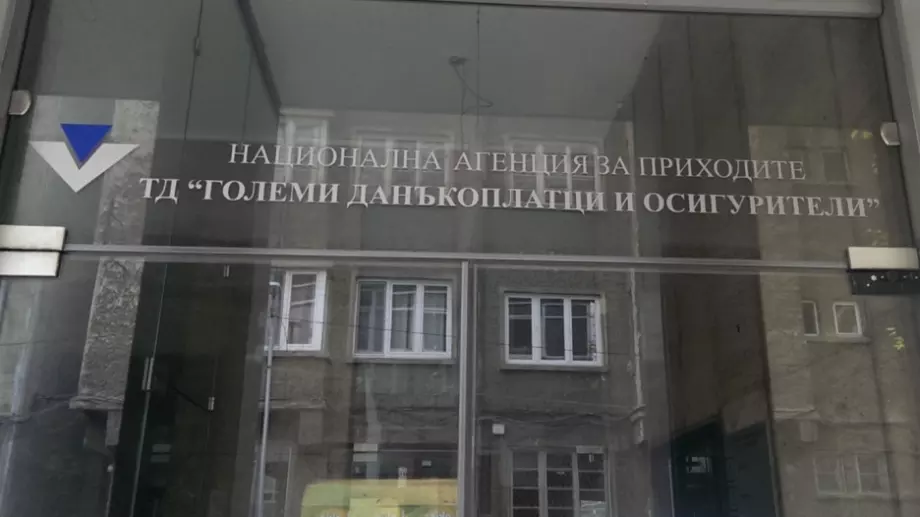 НАЦИОНАЛНА АГЕНЦИЯ ЗА ПРИХОДИТЕ
ТД “ГОЛЕМИ ДАНЪКОПЛАТЦИ И ОСИГУРИТЕЛИ”